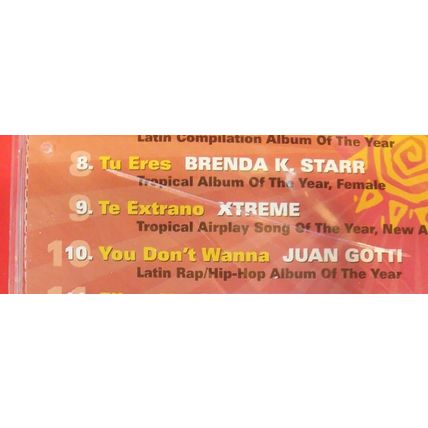 Latin Compilation Album Of The Year
8. Tu Eres BRENDA K. STARR
Tropical Album Of The Year, Female
9. Te Extrano XTREME
Tropical Airplay Song Of The Year, New A
10. You Don't Wanna JUAN GOTTI
Latin Rap/Hip-Hop Album Of The Year